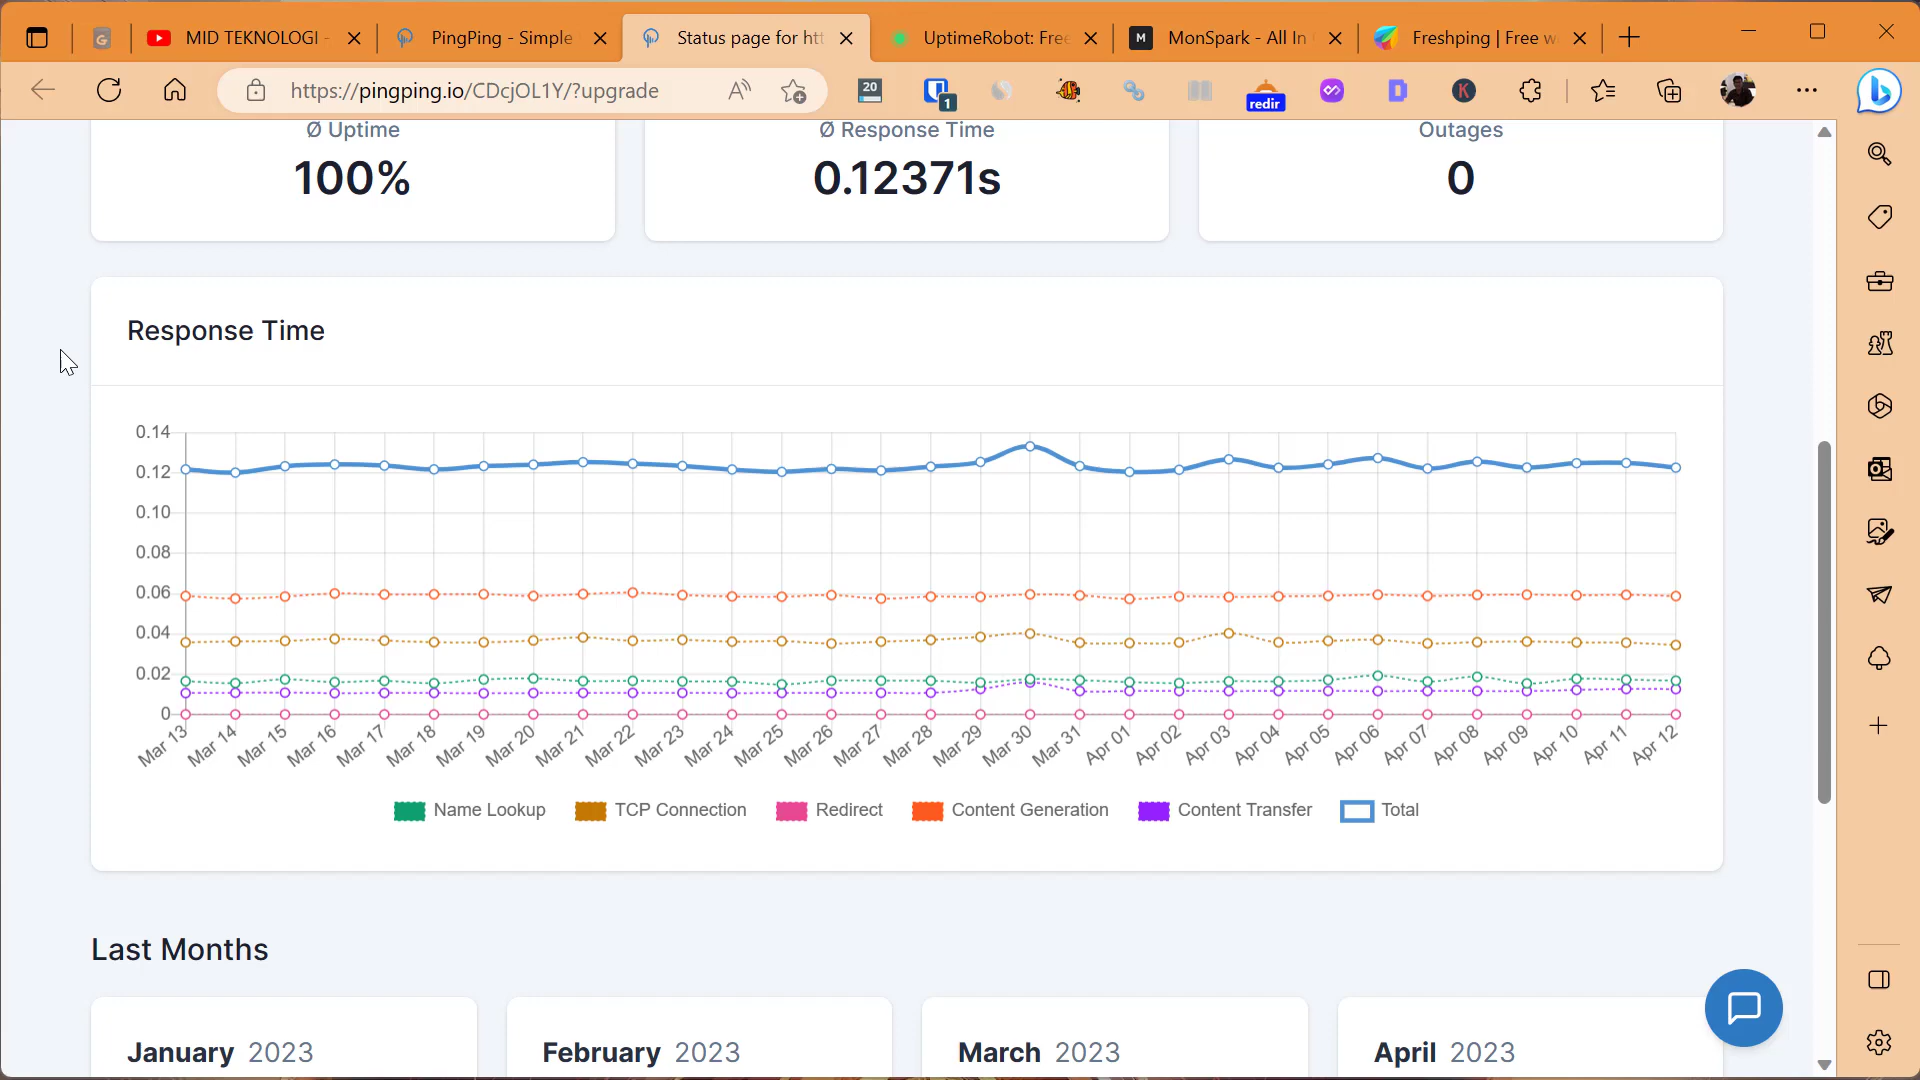 MID TEKNOLOGI -
PingPing - Simple
Status page for htt
UptimeRobot: Free
M
MonSpark - All In
Freshping | Free w
https://pingping.io/CDcjOL1Y/?upgrade
20
1
redir
K
Ø Uptime
100%
Ø Response Time
0.12371s
Outages
0
Response Time
0.14
0.12
0.10
0.08
0.06
0.04
0.02
0
Mar 13
Mar 14
Mar 15
Mar 16
Mar 17
Mar 18
Mar 19
Mar 20
Mar 21
Mar 22
Mar 23
Mar 24
Mar 25
Mar 26
Mar 27
Mar 28
Mar 29
Mar 30
Mar 31
Apr 01
Apr 02
Apr 03
Apr 04
Apr 05
Apr 06
Apr 07
Apr 08
Apr 09
Apr 10
Apr 11
Apr 12
Name Lookup
TCP Connection
Redirect
Content Generation
Content Transfer
Total
Last Months
January 2023
February 2023
March 2023
April 2023